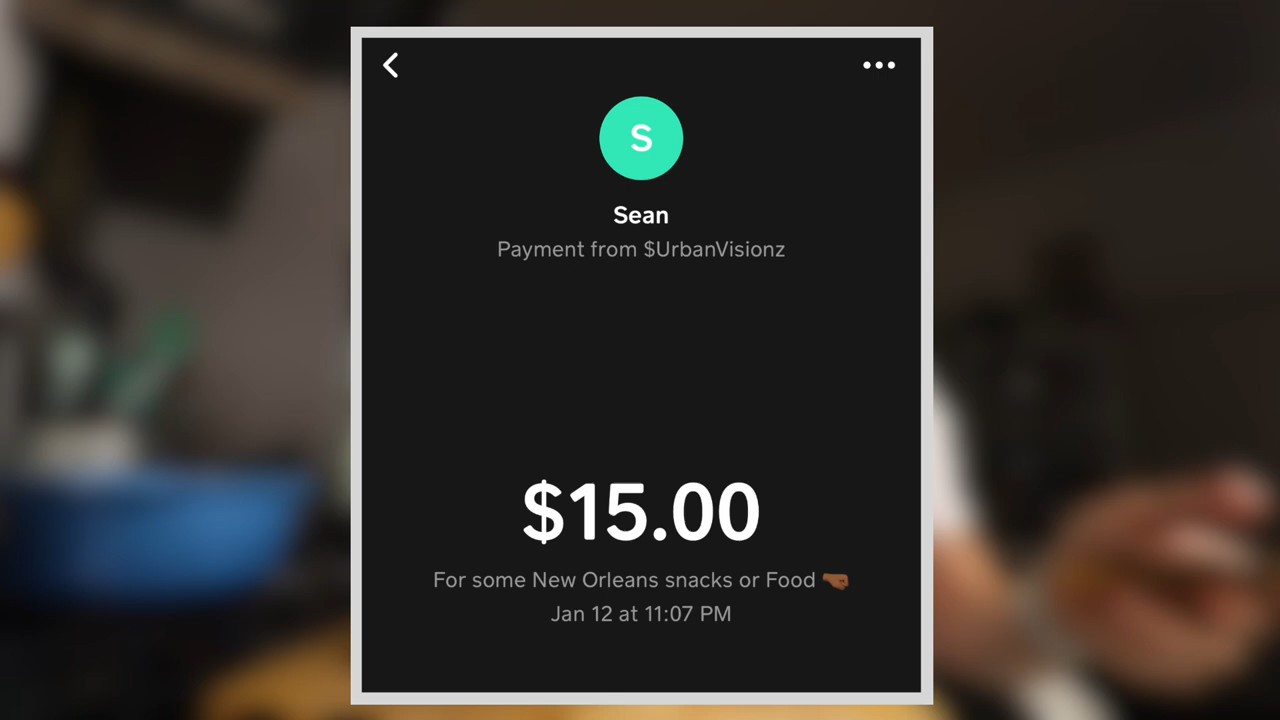 S
Sean
Payment from $UrbanVisionz
$15.00
For some New Orleans snacks or Food 🤜🏾
Jan 12 at 11:07 PM